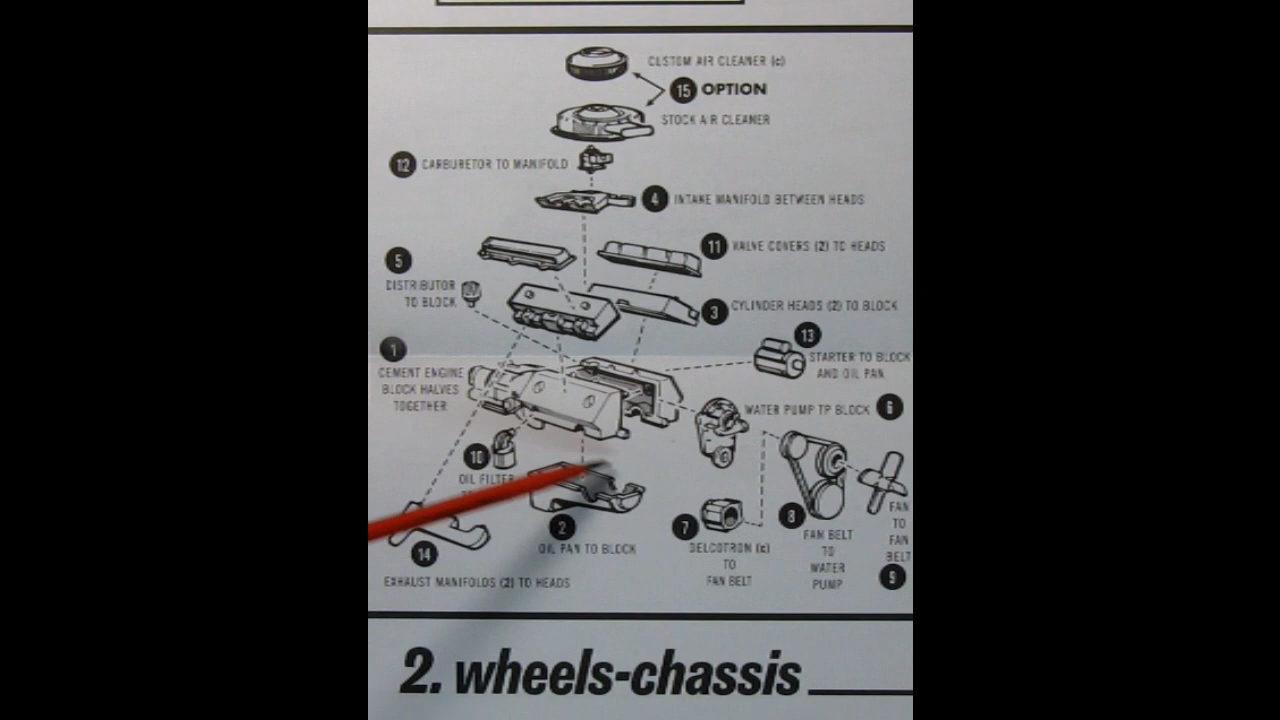 CUSTOM AIR CLEANER (c)
15 OPTION
STOCK AIR CLEANER
12 CARBURETOR TO MANIFOLD
4 INTAKE MANIFOLD BETWEEN HEADS
11 VALVE COVERS (2) TO HEADS
5
DISTRIBUTOR
TO BLOCK
3 CYLINDER HEADS (2) TO BLOCK
13
STARTER TO BLOCK
AND OIL PAN
1
CEMENT ENGINE
BLOCK HALVES
TOGETHER
WATER PUMP TP BLOCK 6
10
OIL FILTER
2
OIL PAN TO BLOCK
7
DELCOTRON (c)
TO
FAN BELT
8
FAN BELT
TO
WATER
PUMP
FAN
TO
FAN
BELT
9
14
EXHAUST MANIFOLDS (2) TO HEADS
2. wheels-chassis